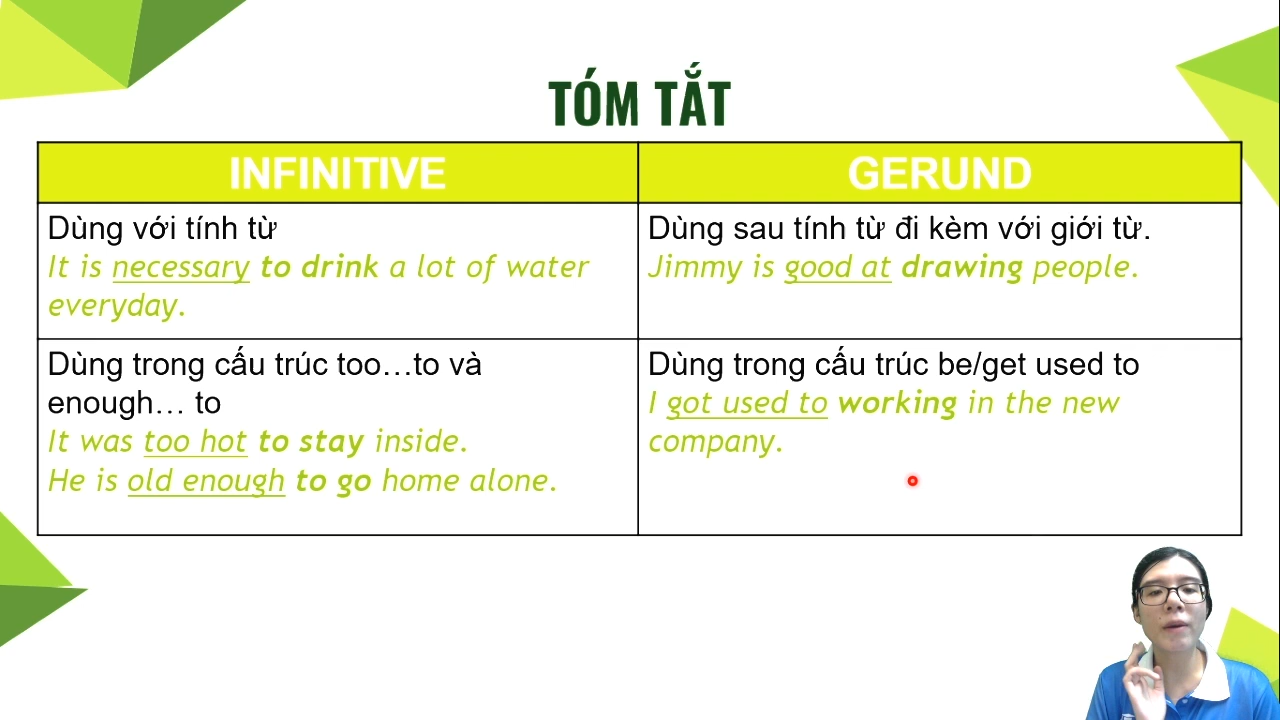 TÓM TẮT
INFINITIVE
GERUND
Dùng với tính từ
It is necessary to drink a lot of water
everyday.
Dùng sau tính từ đi kèm với giới từ.
Jimmy is good at drawing people.
Dùng trong cấu trúc too…to và
enough… to
It was too hot to stay inside.
He is old enough to go home alone.
Dùng trong cấu trúc be/get used to
I got used to working in the new
company.